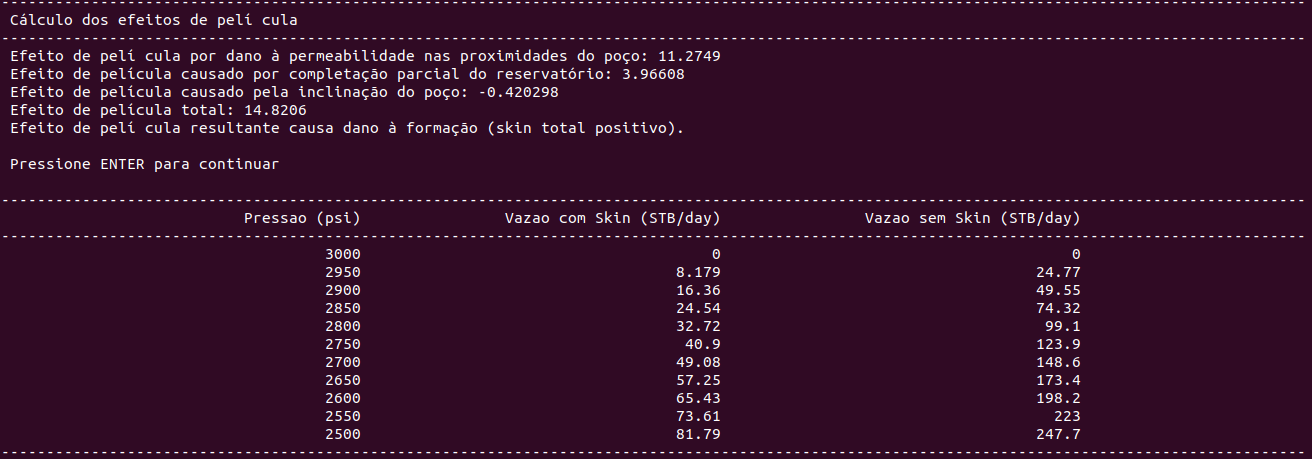 --------------------------------------------------------------------------------------------------------------------------------------------------
Cálculo dos efeitos de pelí cula
--------------------------------------------------------------------------------------------------------------------------------------------------
Efeito de pelí cula por dano à permeabilidade nas proximidades do poço: 11.2749
Efeito de película causado por completação parcial do reservatório: 3.96608
Efeito de película causado pela inclinação do poço: -0.420298
Efeito de película total: 14.8206
Efeito de pelí cula resultante causa dano à formação (skin total positivo).
Pressione ENTER para continuar
--------------------------------------------------------------------------------------------------------------------------------------------------
Pressao (psi) Vazao com Skin (STB/day) Vazao sem Skin (STB/day)
--------------------------------------------------------------------------------------------------------------------------------------------------
3000 0 0
2950 8.179 24.77
2900 16.36 49.55
2850 24.54 74.32
2800 32.72 99.1
2750 40.9 123.9
2700 49.08 148.6
2650 57.25 173.4
2600 65.43 198.2
2550 73.61 223
2500 81.79 247.7
--------------------------------------------------------------------------------------------------------------------------------------------------